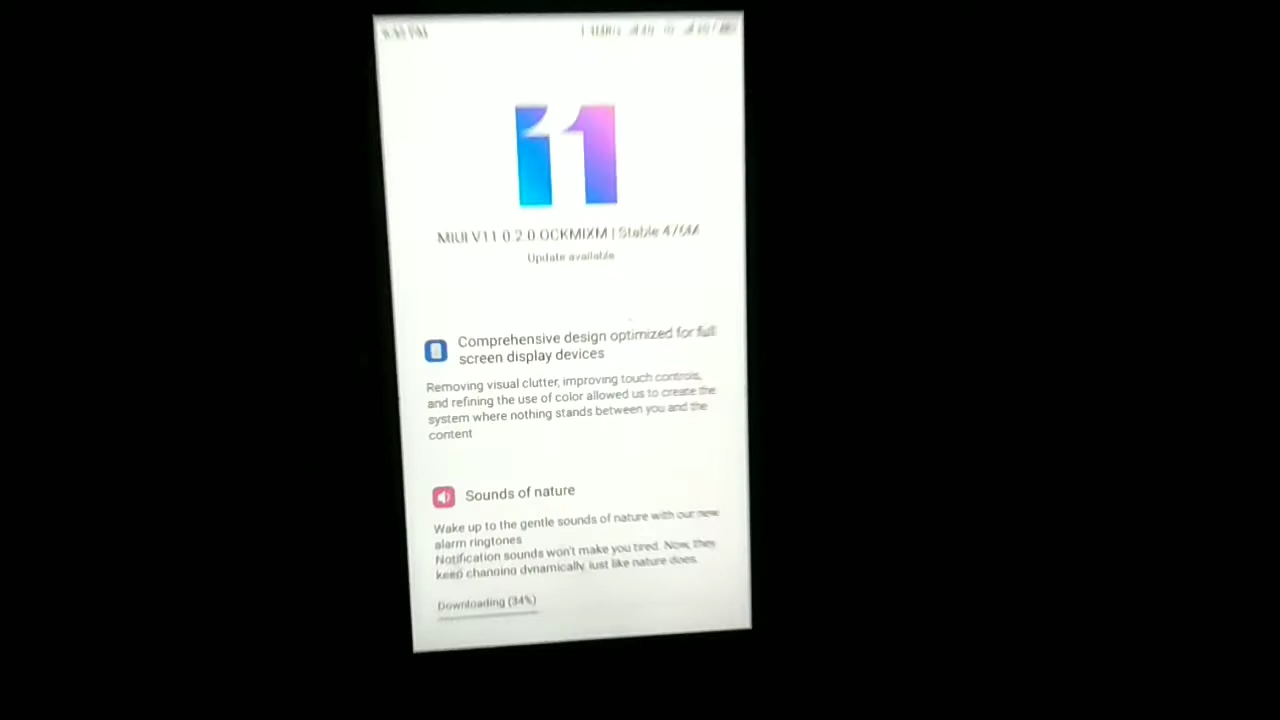 11
MIUI V11.0.2.0.OCKMIXM | Stable
Update available
Comprehensive design optimized for full
screen display devices
Removing visual clutter, improving touch controls,
and refining the use of color allowed us to create the
system where nothing stands between you and the
content
Sounds of nature
Wake up to the gentle sounds of nature with our new
alarm ringtones
Notification sounds won't make you tired. Now, they
keep changing dynamically, just like nature does.
Downloading (34%)